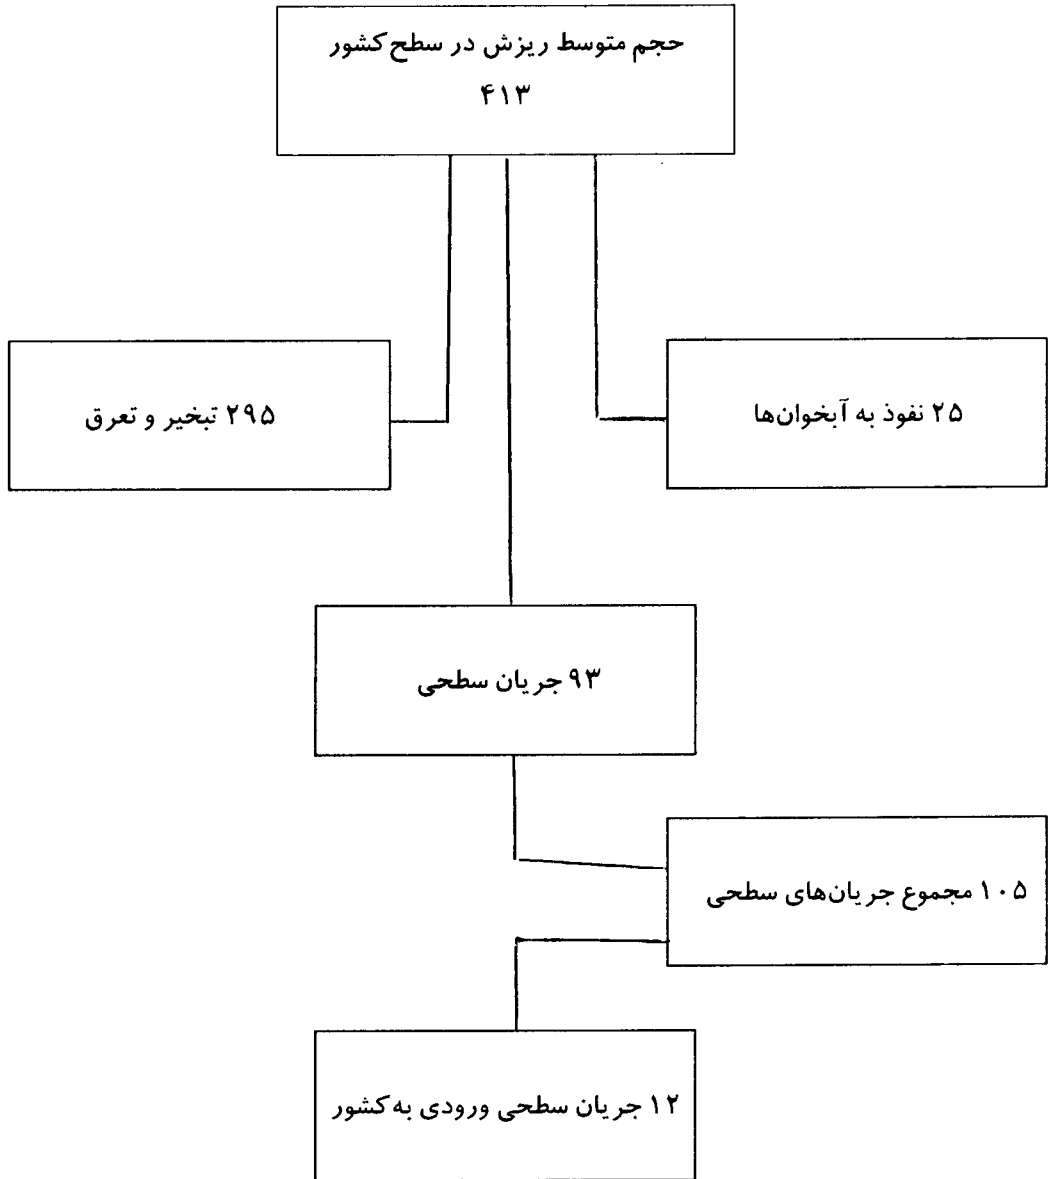 حجم متوسط ریزش در سطح کشور
۴۱۳
۲۵ نفوذ به آبخوان‌ها
۲۹۵ تبخیر و تعرق
۹۳ جریان سطحی
۱۰۵ مجموع جریان‌های سطحی
۱۲ جریان سطحی ورودی به کشور